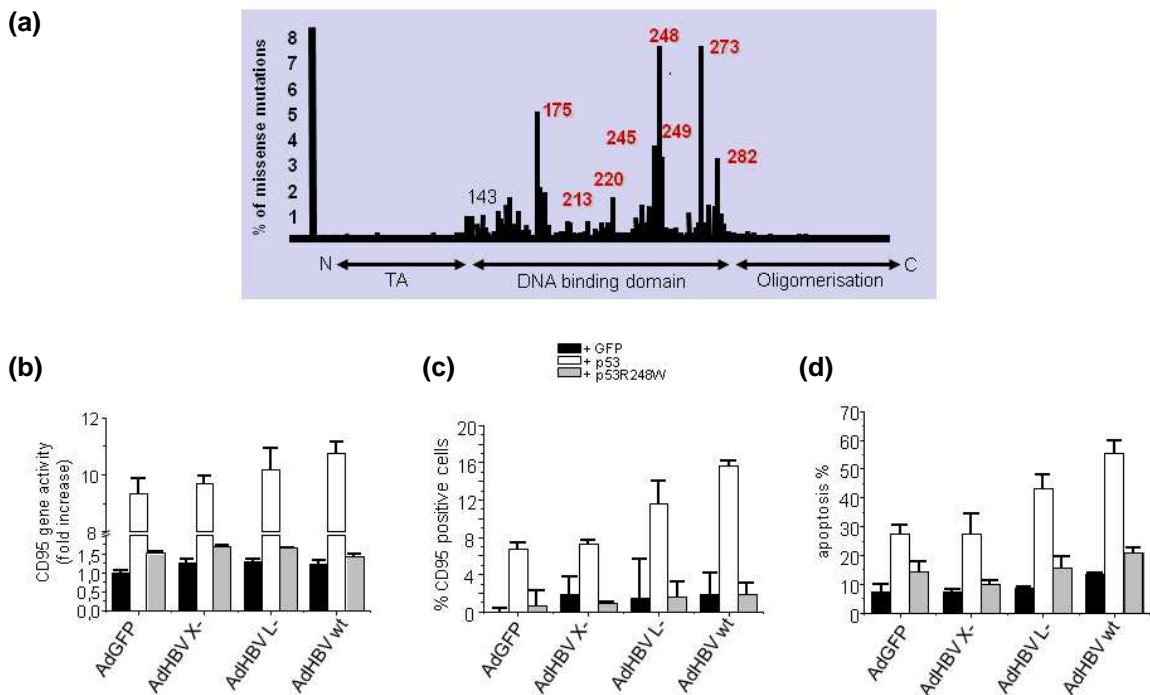 (a)
% of missense mutations
8
7
6
5
4
3
2
1
143
175
213
220
245
248
249
273
282
N
TA
DNA binding domain
Oligomerisation
C
+ GFP
+ p53
+ p53R248W
(b)
CD95 gene activity
(fold increase)
12
10
8
1,5
1,0
0,5
0,0
AdGFP
AdHBV X-
AdHBV L-
AdHBV wt
(c)
% CD95 positive cells
20
16
12
8
4
0
AdGFP
AdHBV X-
AdHBV L-
AdHBV wt
(d)
apoptosis %
70
60
50
40
30
20
10
0
AdGFP
AdHBV X-
AdHBV L-
AdHBV wt